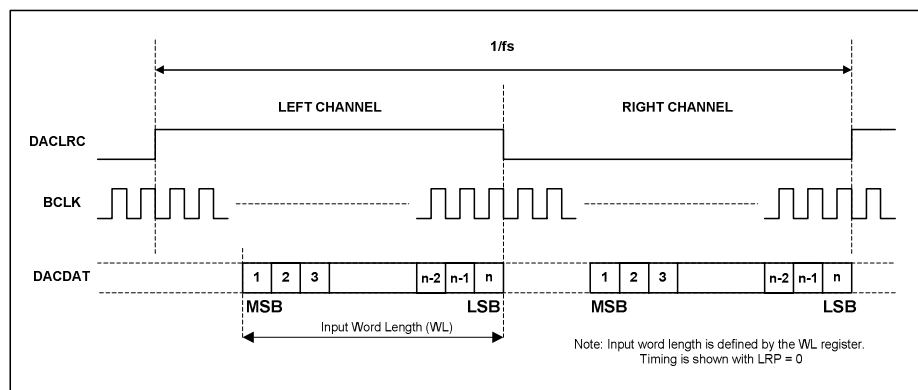 1/fs
LEFT CHANNEL
RIGHT CHANNEL
DACLRC
BCLK
DACDAT
1 2 3 n-2 n-1 n 1 2 3 n-2 n-1 n
MSB LSB MSB LSB
Input Word Length (WL)
Note: Input word length is defined by the WL register.
Timing is shown with LRP = 0